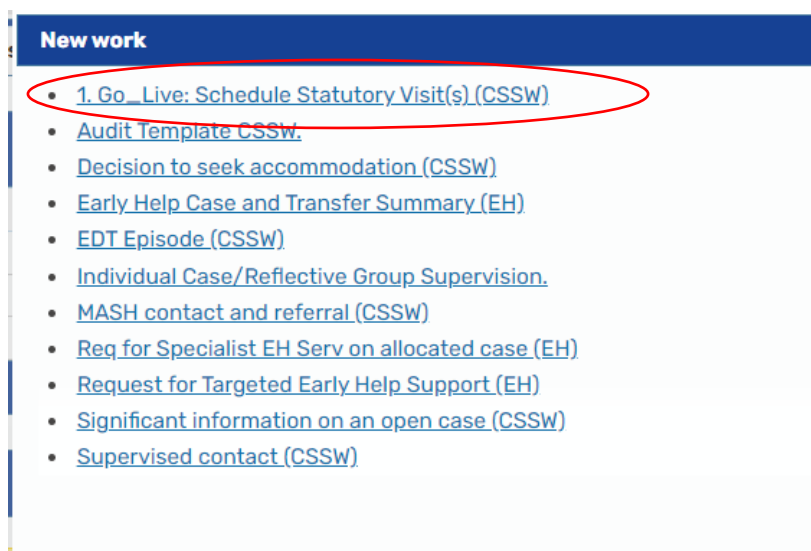 New work
1. Go_Live: Schedule Statutory Visit(s) (CSSW)
Audit Template CSSW.
Decision to seek accommodation (CSSW)
Early Help Case and Transfer Summary (EH)
EDT Episode (CSSW)
Individual Case/Reflective Group Supervision.
MASH contact and referral (CSSW)
Req for Specialist EH Serv on allocated case (EH)
Request for Targeted Early Help Support (EH)
Significant information on an open case (CSSW)
Supervised contact (CSSW)